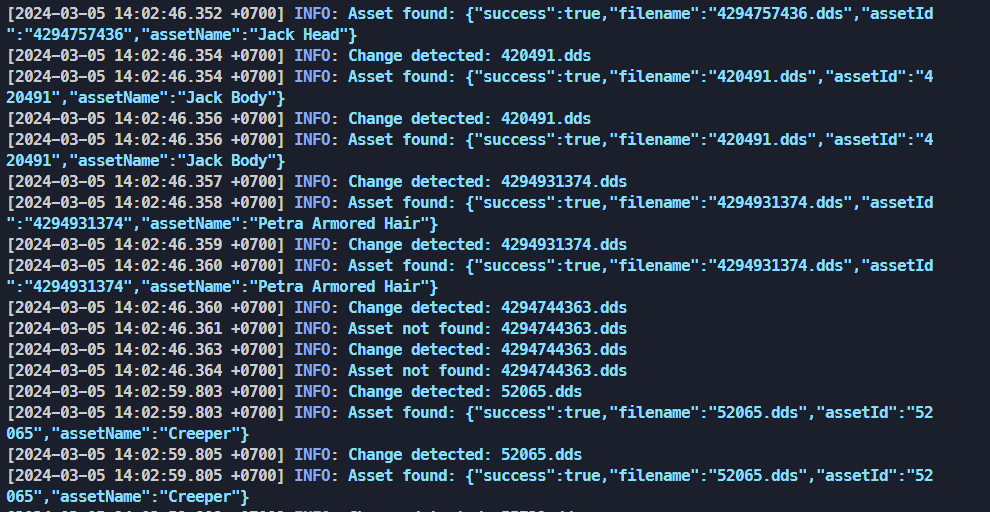 [2024-03-05 14:02:46.352 +0700] INFO: Asset found: {"success":true,"filename":"4294757436.dds","assetId
":"4294757436","assetName":"Jack Head"}
[2024-03-05 14:02:46.354 +0700] INFO: Change detected: 420491.dds
[2024-03-05 14:02:46.354 +0700] INFO: Asset found: {"success":true,"filename":"420491.dds","assetId":"4
20491","assetName":"Jack Body"}
[2024-03-05 14:02:46.356 +0700] INFO: Change detected: 420491.dds
[2024-03-05 14:02:46.356 +0700] INFO: Asset found: {"success":true,"filename":"420491.dds","assetId":"4
20491","assetName":"Jack Body"}
[2024-03-05 14:02:46.357 +0700] INFO: Change detected: 4294931374.dds
[2024-03-05 14:02:46.358 +0700] INFO: Asset found: {"success":true,"filename":"4294931374.dds","assetId
":"4294931374","assetName":"Petra Armored Hair"}
[2024-03-05 14:02:46.359 +0700] INFO: Change detected: 4294931374.dds
[2024-03-05 14:02:46.360 +0700] INFO: Asset found: {"success":true,"filename":"4294931374.dds","assetId
":"4294931374","assetName":"Petra Armored Hair"}
[2024-03-05 14:02:46.360 +0700] INFO: Change detected: 4294744363.dds
[2024-03-05 14:02:46.361 +0700] INFO: Asset not found: 4294744363.dds
[2024-03-05 14:02:46.363 +0700] INFO: Change detected: 4294744363.dds
[2024-03-05 14:02:46.364 +0700] INFO: Asset not found: 4294744363.dds
[2024-03-05 14:02:59.803 +0700] INFO: Change detected: 52065.dds
[2024-03-05 14:02:59.803 +0700] INFO: Asset found: {"success":true,"filename":"52065.dds","assetId":"52
065","assetName":"Creeper"}
[2024-03-05 14:02:59.805 +0700] INFO: Change detected: 52065.dds
[2024-03-05 14:02:59.805 +0700] INFO: Asset found: {"success":true,"filename":"52065.dds","assetId":"52
065","assetName":"Creeper"}